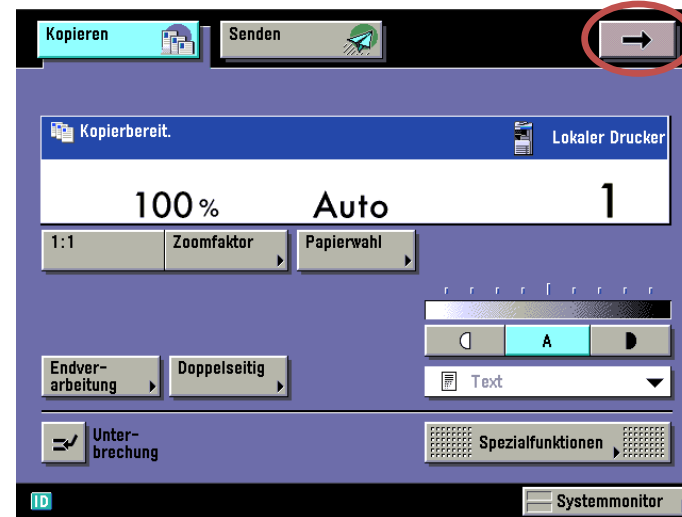 Kopieren
Senden
Kopierbereit.
Lokaler Drucker
100 %
Auto
1
1:1
Zoomfaktor
Papierwahl
A
Endver-
arbeitung
Doppelseitig
Text
Unter-
brechung
Spezialfunktionen
ID
Systemmonitor